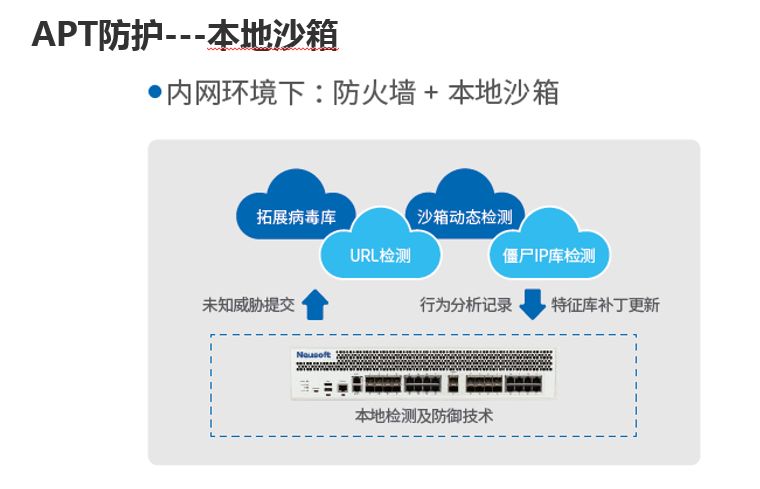 APT防护---本地沙箱
内网环境下：防火墙 + 本地沙箱
拓展病毒库
沙箱动态检测
URL检测
僵尸IP库检测
未知威胁提交
行为分析记录
特征库补丁更新
Neusoft
本地检测及防御技术